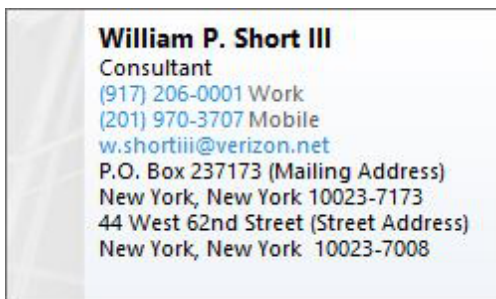 William P. Short III
Consultant
(917) 206-0001 Work
(201) 970-3707 Mobile
w.shortiii@verizon.net
P.O. Box 237173 (Mailing Address)
New York, New York 10023-7173
44 West 62nd Street (Street Address)
New York, New York  10023-7008